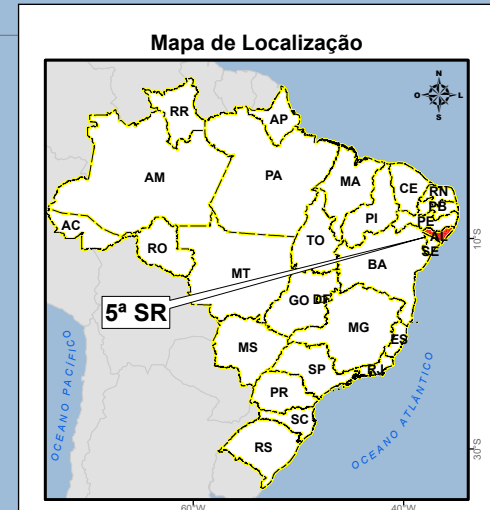 Mapa de Localização
N
O
L
S
RR
AP
AM
PA
MA
CE
RN
PB
PI
PE
AC
AL
TO
SE
RO
BA
MT
5ª SR
GO
DF
MG
MS
ES
SP
RJ
PR
SC
RS
OCEANO PACÍFICO
OCEANO ATLÂNTICO
10°S
30°S
60°W
40°W